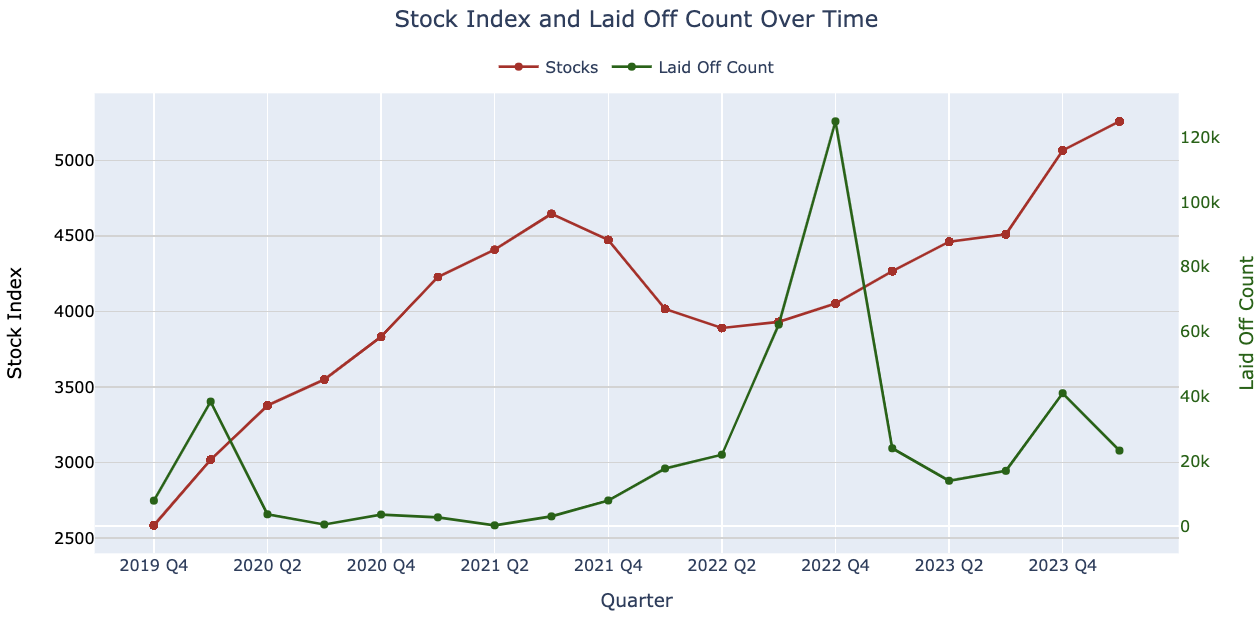 Stock Index and Laid Off Count Over Time
Stocks
Laid Off Count
Stock Index
5000
4500
4000
3500
3000
2500
120k
100k
80k
60k
40k
20k
0
Laid Off Count
2019 Q4
2020 Q2
2020 Q4
2021 Q2
2021 Q4
2022 Q2
2022 Q4
2023 Q2
2023 Q4
Quarter